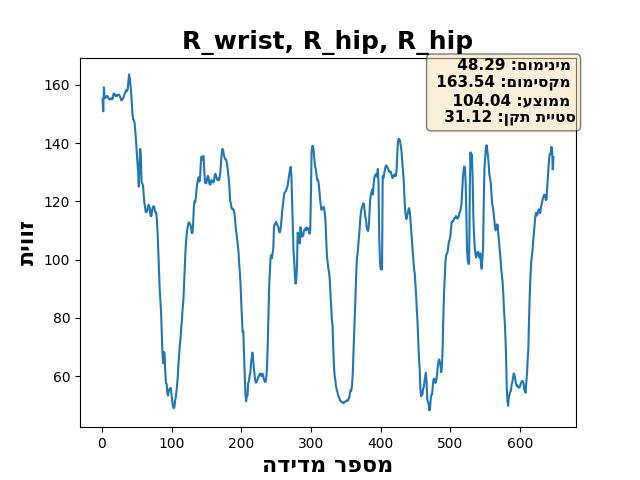 R_wrist, R_hip, R_hip
מינימום: 48.29
מקסימום: 163.54
ממוצע: 104.04
סטיית תקן: 31.12
160
140
120
100
80
60
זווית
0 100 200 300 400 500 600
מספר מדידה